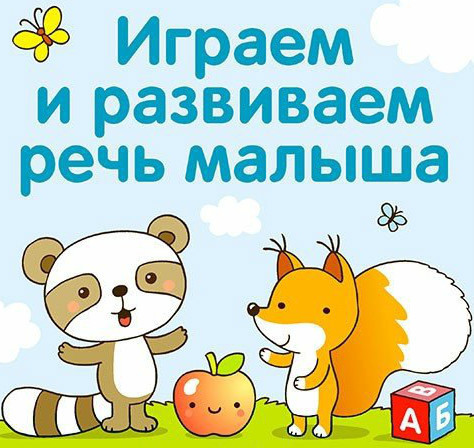 Играем
и развиваем
речь малыша
В
А Б